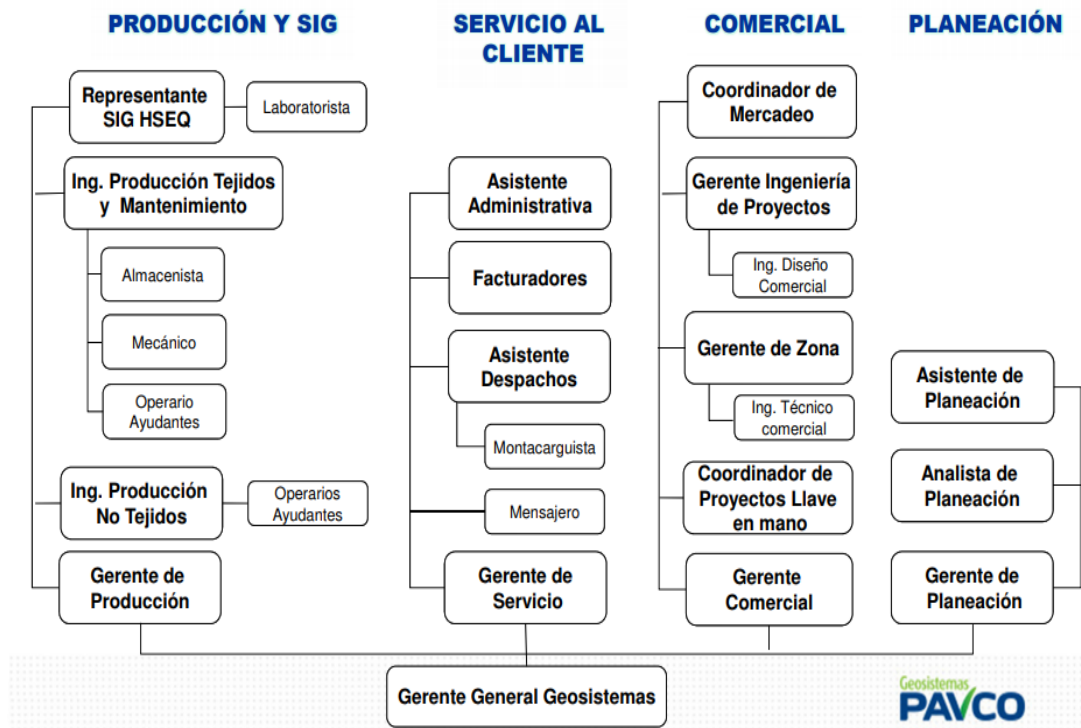 PRODUCCIÓN Y SIG
Representante
SIG HSEQ
Laboratorista
Ing. Producción Tejidos
y Mantenimiento
Almacenista
Mecánico
Operario
Ayudantes
Ing. Producción
No Tejidos
Operarios
Ayudantes
Gerente de
Producción
SERVICIO AL
CLIENTE
Asistente
Administrativa
Facturadores
Asistente
Despachos
Montacarguista
Mensajero
Gerente de
Servicio
COMERCIAL
Coordinador de
Mercadeo
Gerente Ingeniería
de Proyectos
Ing. Diseño
Comercial
Gerente de Zona
Ing. Técnico
comercial
Coordinador de
Proyectos Llave
en mano
Gerente
Comercial
PLANEACIÓN
Asistente de
Planeación
Analista de
Planeación
Gerente de
Planeación
Gerente General Geosistemas
Geosistemas
PAVCO